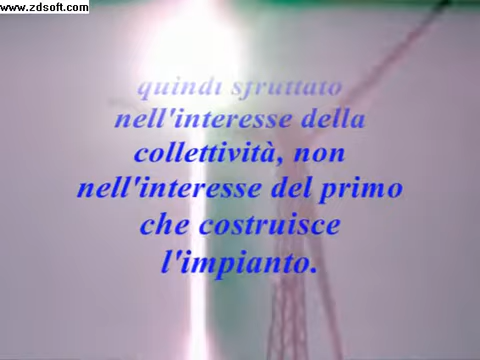 www.zdsoft.com
quindi sfruttato
nell'interesse della
collettività, non
nell'interesse del primo
che costruisce
l'impianto.